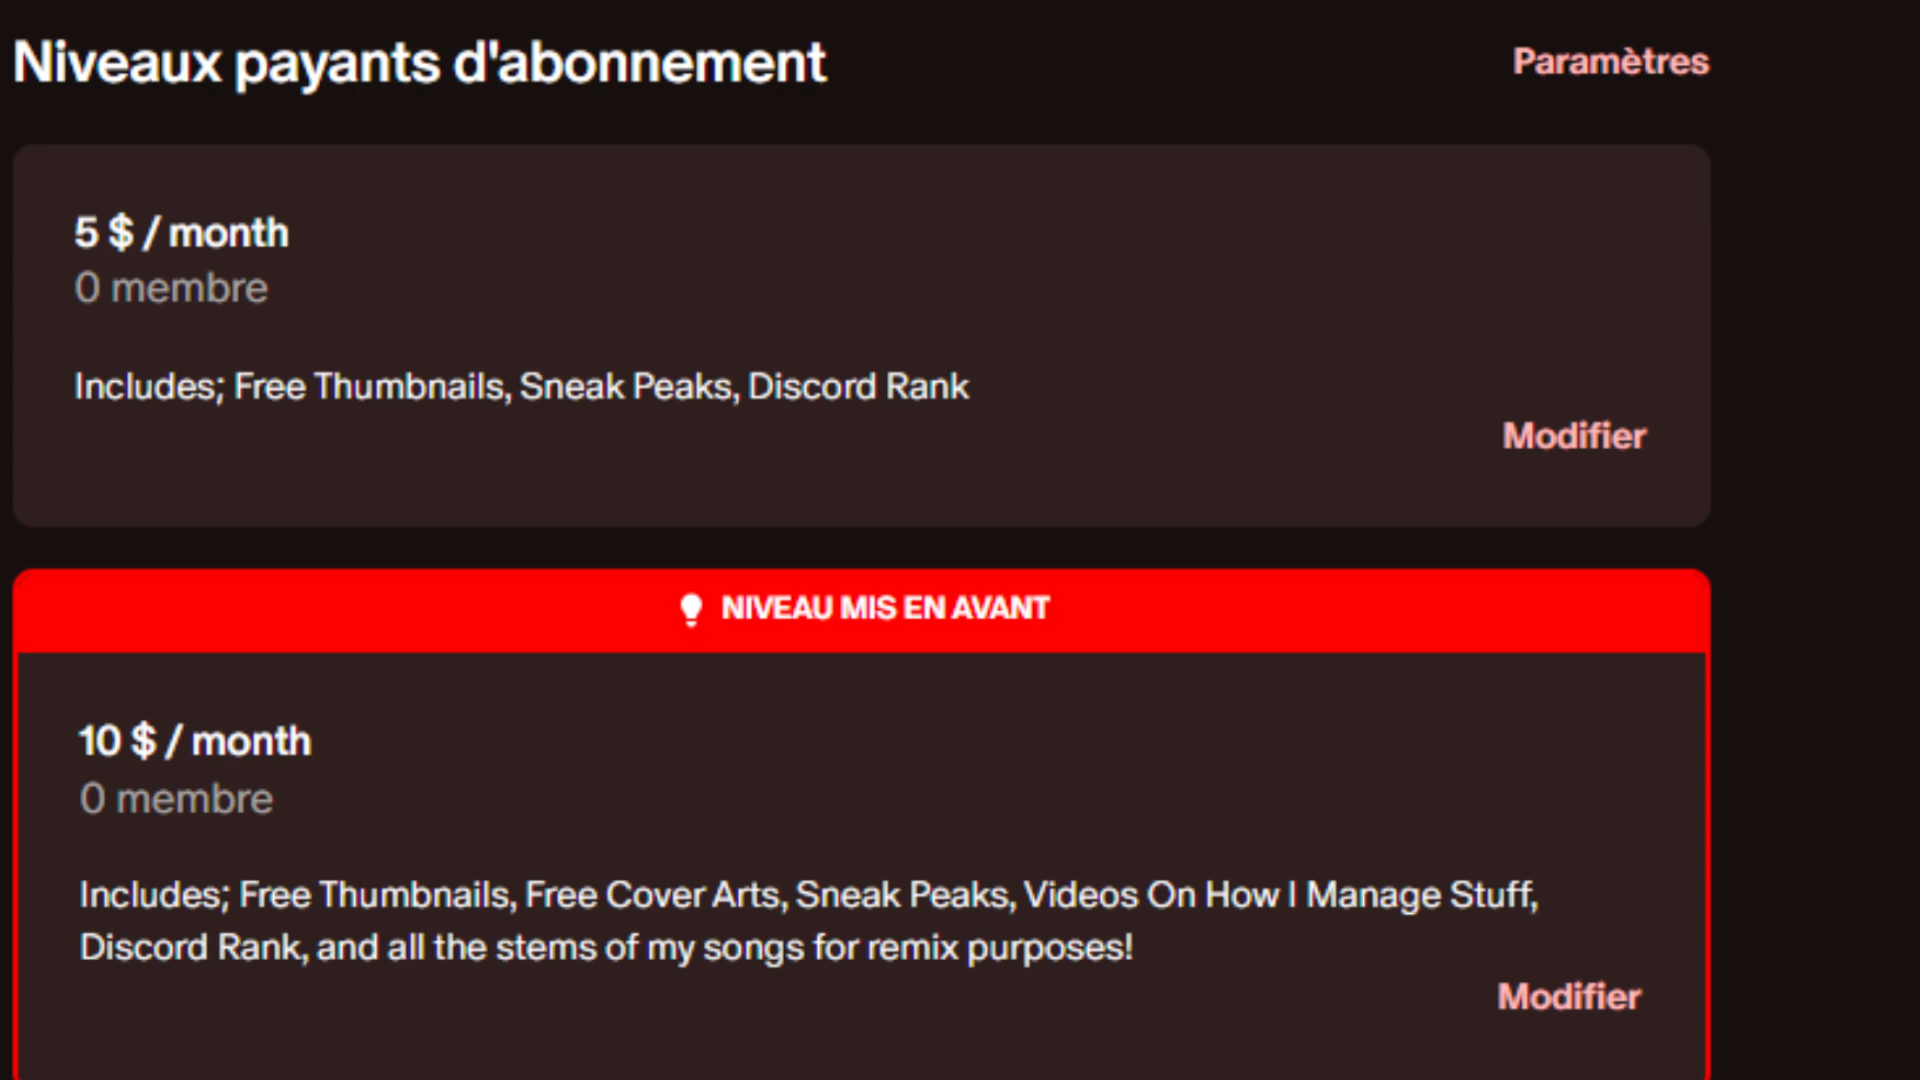 Niveaux payants d'abonnement
Paramètres
5 $ / month
0 membre
Includes; Free Thumbnails, Sneak Peaks, Discord Rank
Modifier
NIVEAU MIS EN AVANT
10 $ / month
0 membre
Includes; Free Thumbnails, Free Cover Arts, Sneak Peaks, Videos On How I Manage Stuff,
Discord Rank, and all the stems of my songs for remix purposes!
Modifier